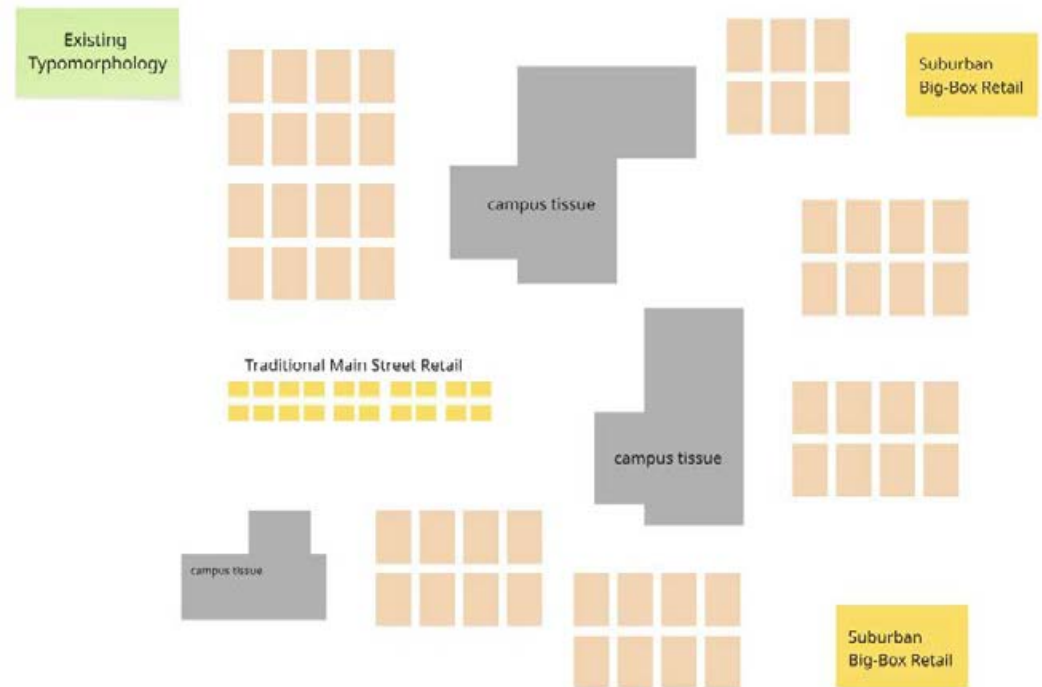 Existing
Typomorphology
Suburban
Big-Box Retail
campus tissue
Traditional Main Street Retail
campus tissue
campus tissue
Suburban
Big-Box Retail